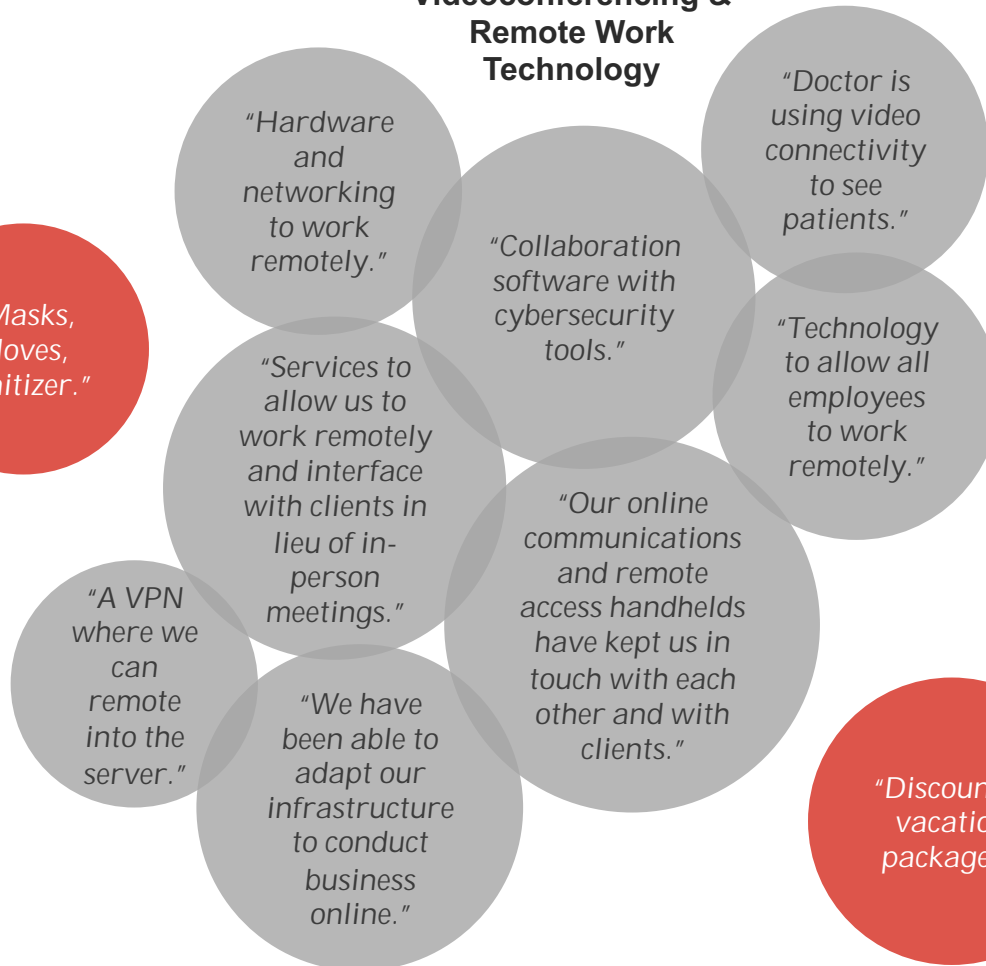 Videoconferencing &
Remote Work
Technology
“Hardware
and
networking
to work
remotely.”
“Doctor is
using video
connectivity
to see
patients.”
“Collaboration
software with
cybersecurity
tools.”
Masks,
“Technology
to allow all
employees
to work
remotely.”
“Services to
allow us to
work remotely
and interface
with clients in
lieu of in-
person
meetings.”
“Our online
communications
and remote
access handhelds
have kept us in
touch with each
other and with
clients.”
“A VPN
where we
can
remote
into the
server.”
“We have
been able to
adapt our
infrastructure
to conduct
business
online.”